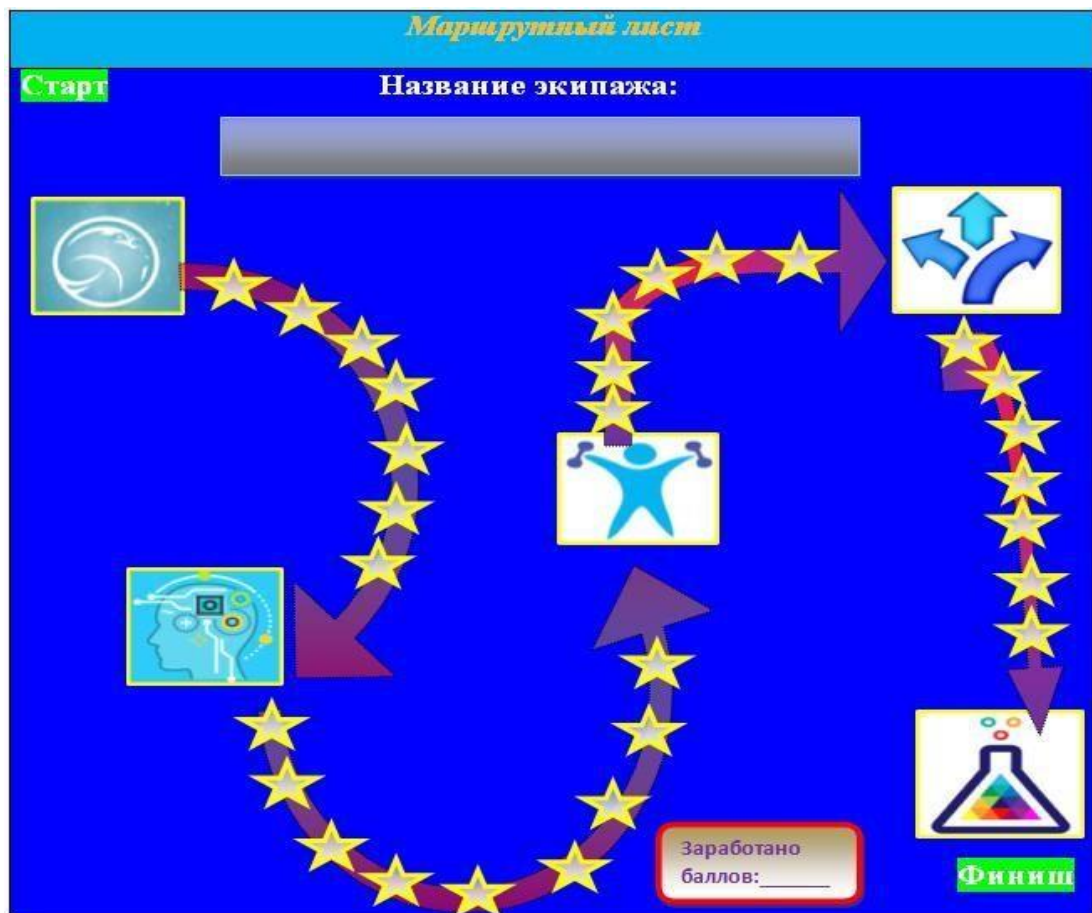 Маршрутный лист
Старт
Название экипажа:
Заработано
баллов:______
Финиш